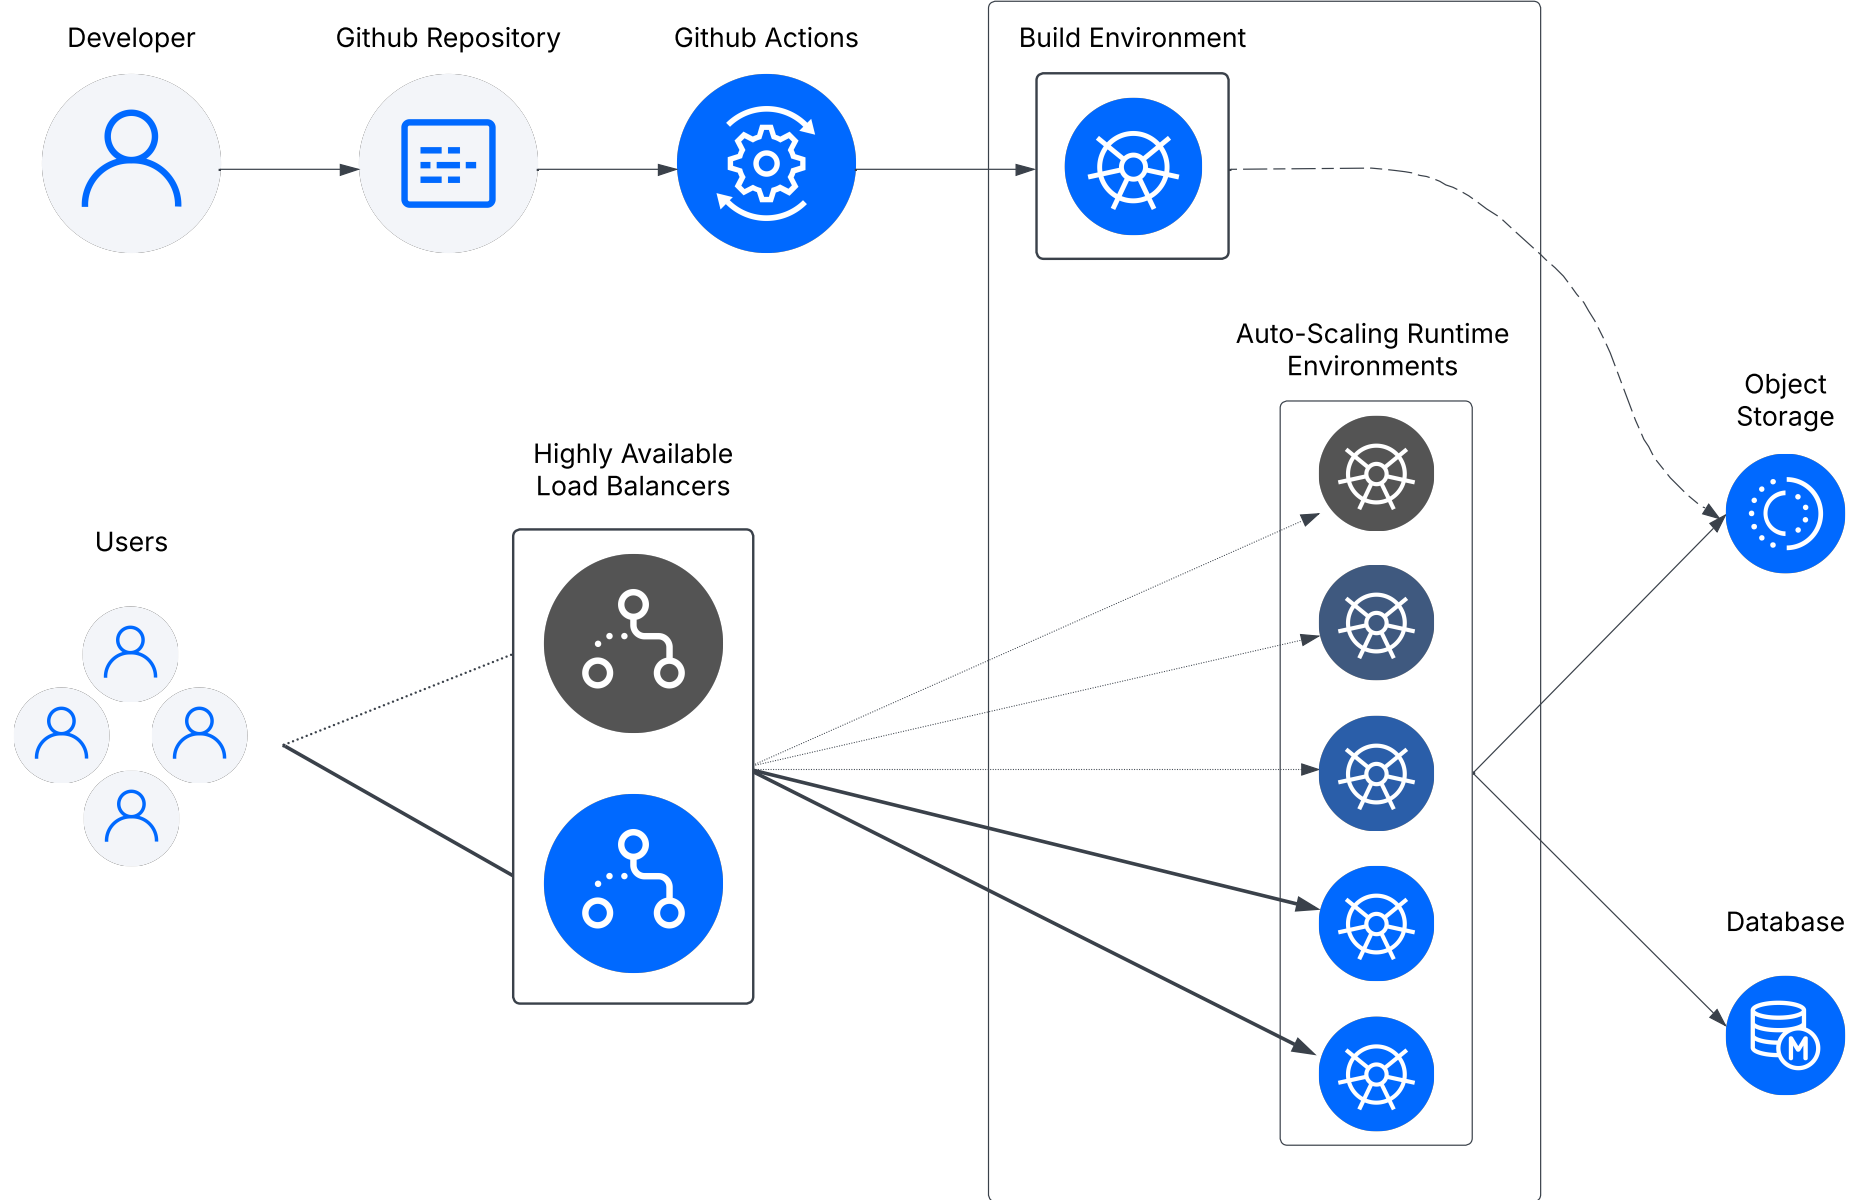 Developer
Github Repository
Github Actions
Build Environment
Auto-Scaling Runtime
Environments
Object
Storage
Highly Available
Load Balancers
Users
Database
M